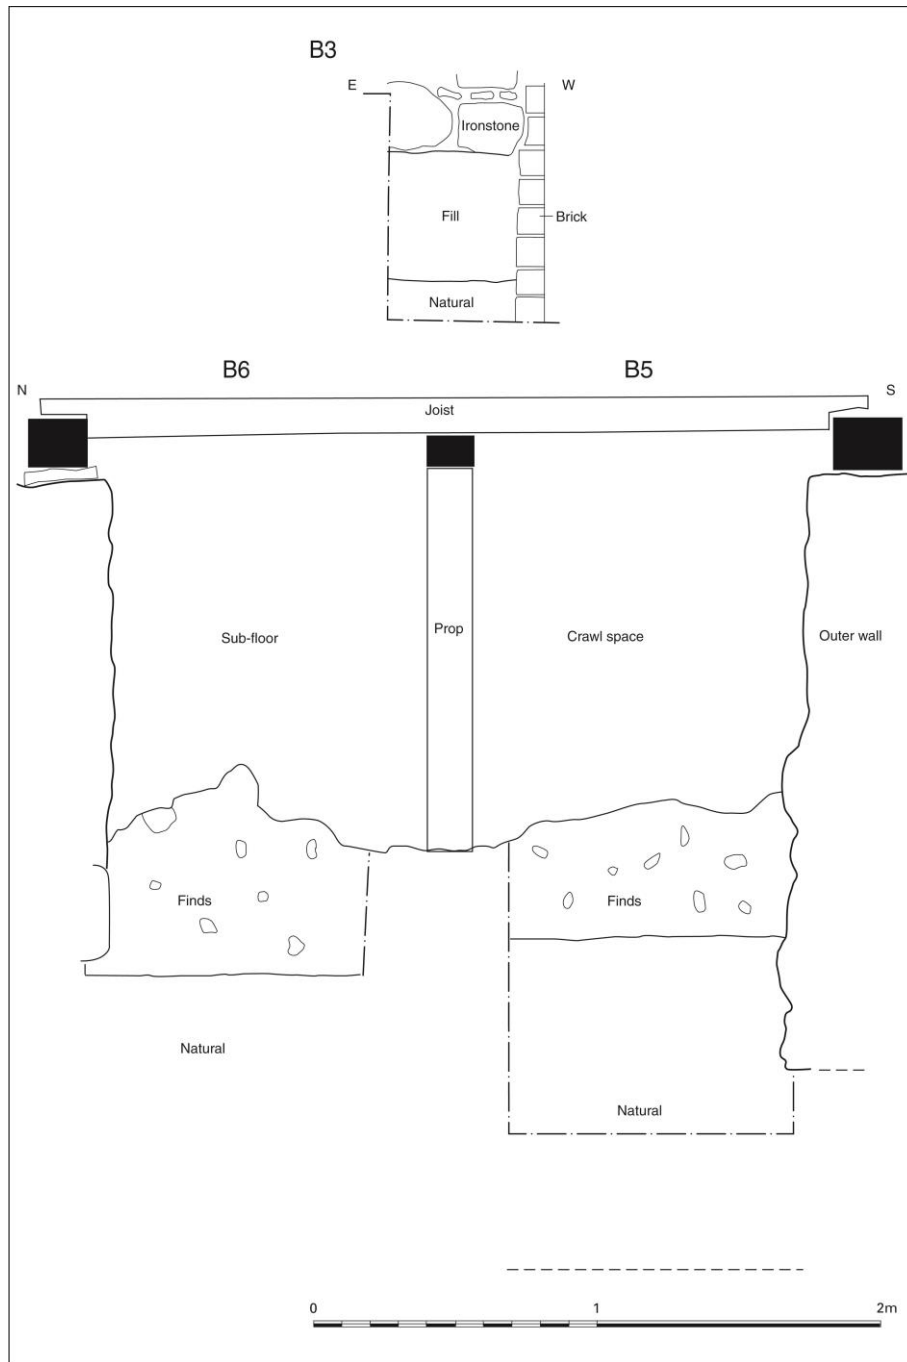 B3
E
W
Ironstone
Fill
Brick
Natural
B6
B5
N
S
Joist
Sub-floor
Prop
Crawl space
Outer wall
Finds
Finds
Natural
Natural
0
1
2m